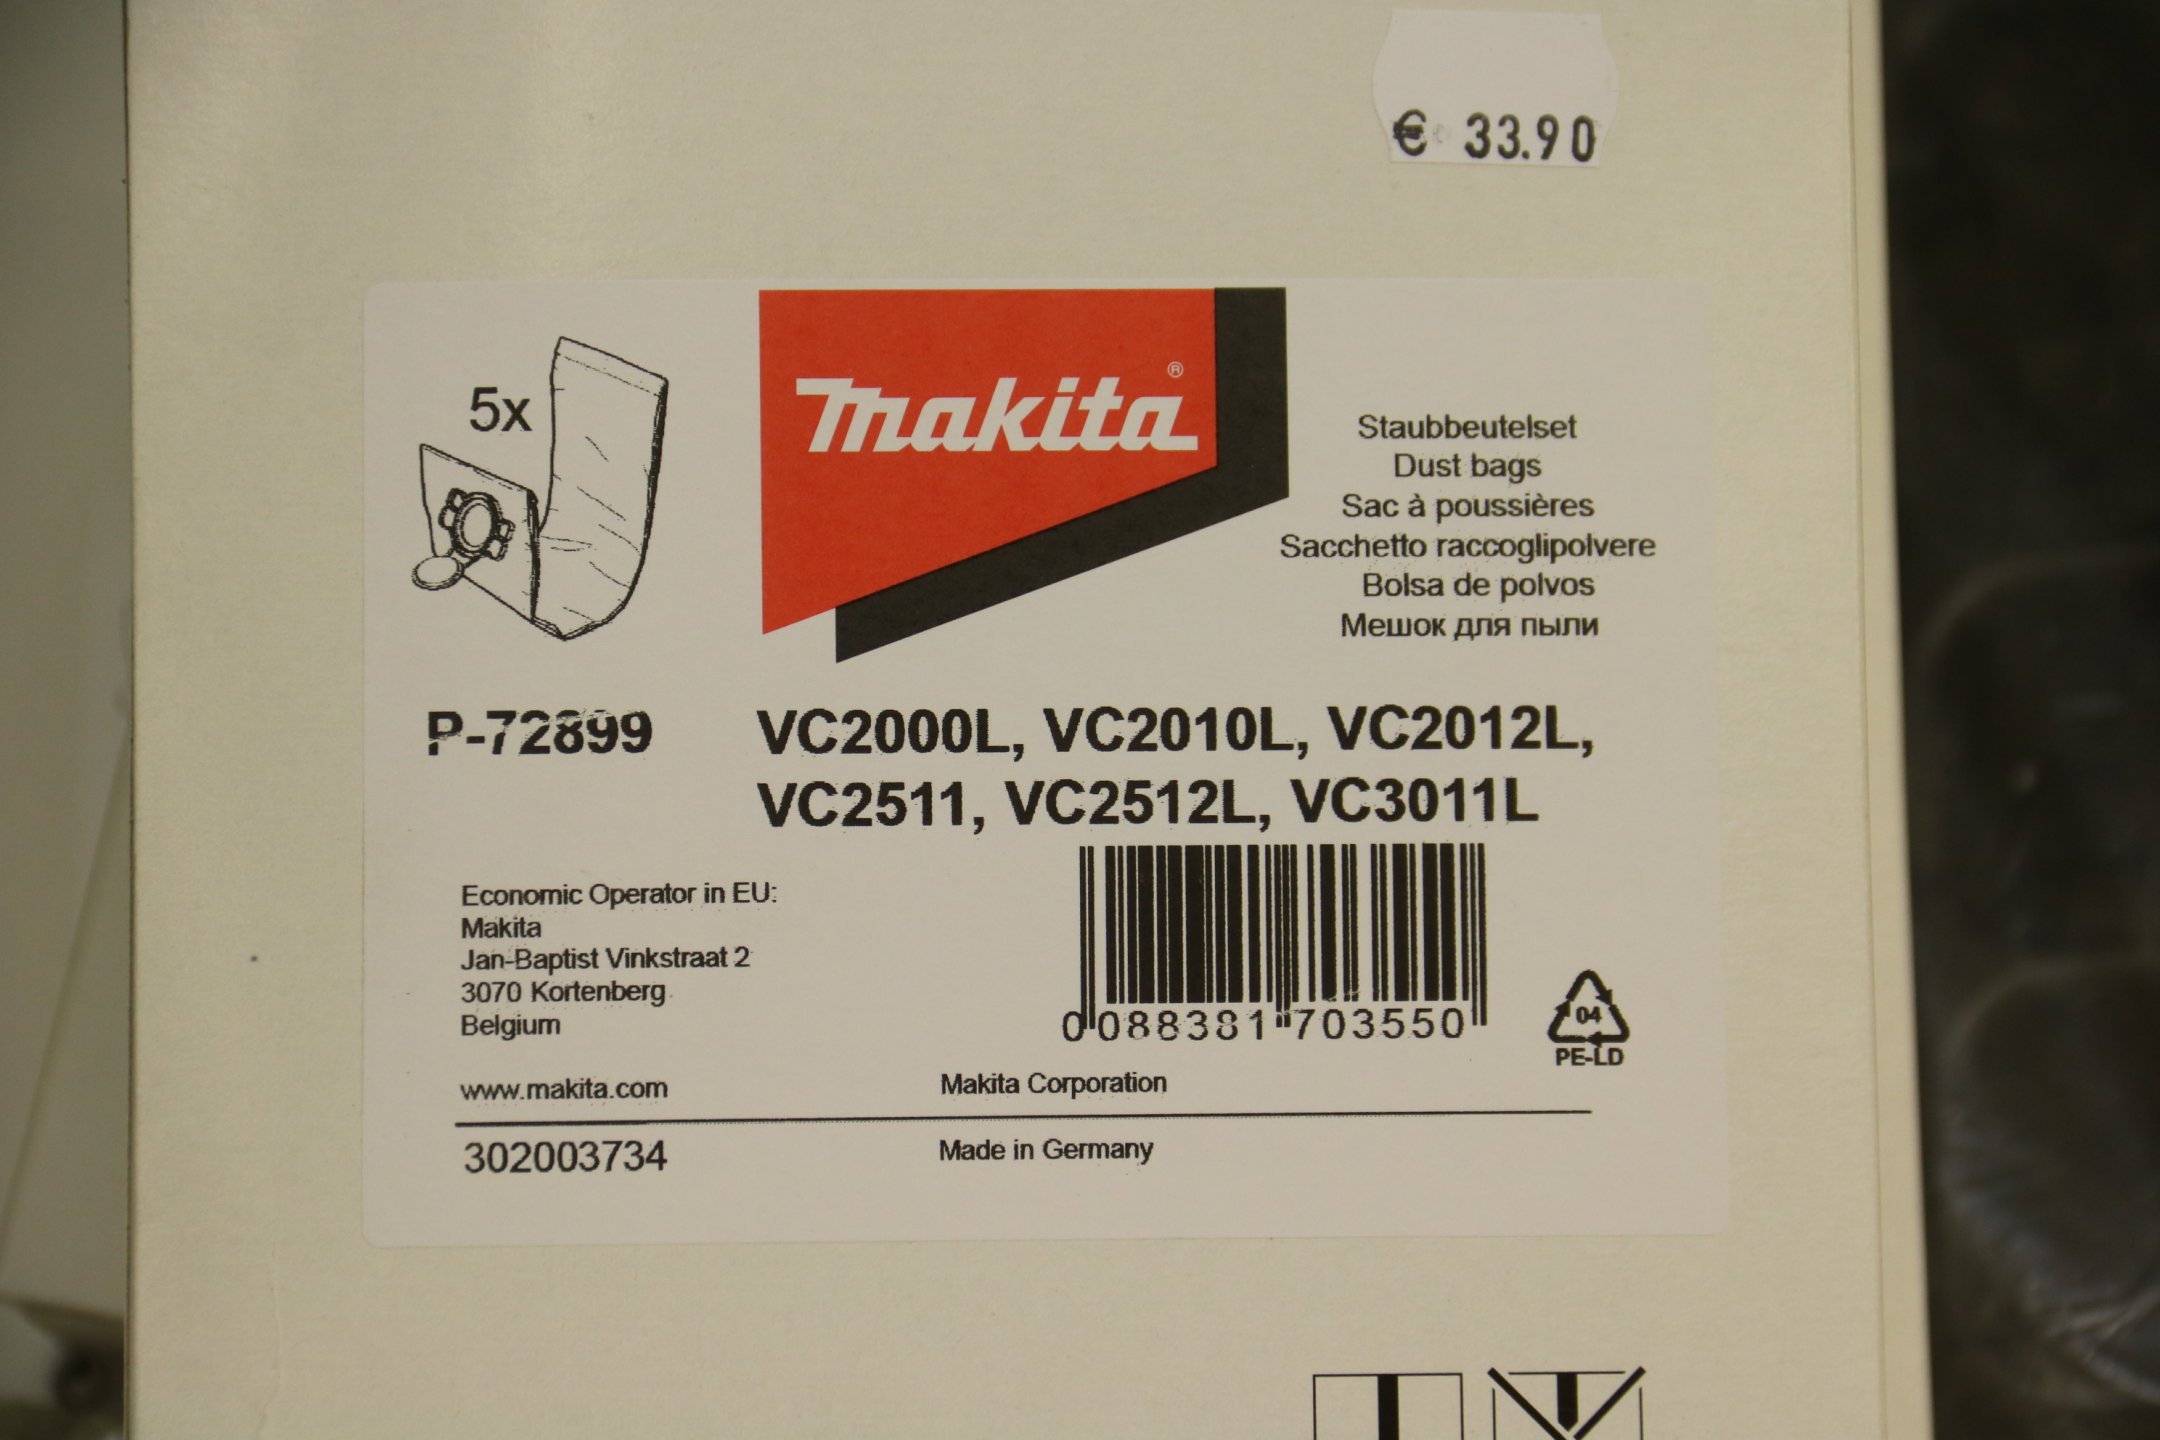 € 33.90
5x
makita®
Staubbeutelset
Dust bags
Sac à poussières
Sacchetto raccoglipolvere
Bolsa de polvos
Мешок для пыли
P-72899
VC2000L, VC2010L, VC2012L,
VC2511, VC2512L, VC3011L
Economic Operator in EU:
Makita
Jan-Baptist Vinkstraat 2
3070 Kortenberg
Belgium
0 088381 703550
04
PE-LD
www.makita.com
Makita Corporation
302003734
Made in Germany